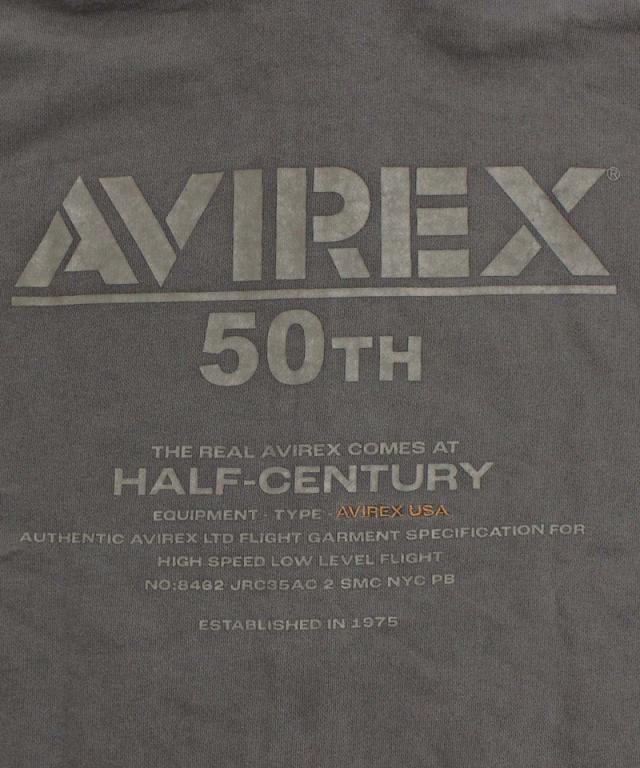 AVIREX®
50TH
THE REAL AVIREX COMES AT
HALF-CENTURY
EQUIPMENT - TYPE - AVIREX USA
AUTHENTIC AVIREX LTD FLIGHT GARMENT SPECIFICATION FOR
HIGH SPEED LOW LEVEL FLIGHT
NO:8462 JRC35AC 2 SMC NYC PB
ESTABLISHED IN 1975